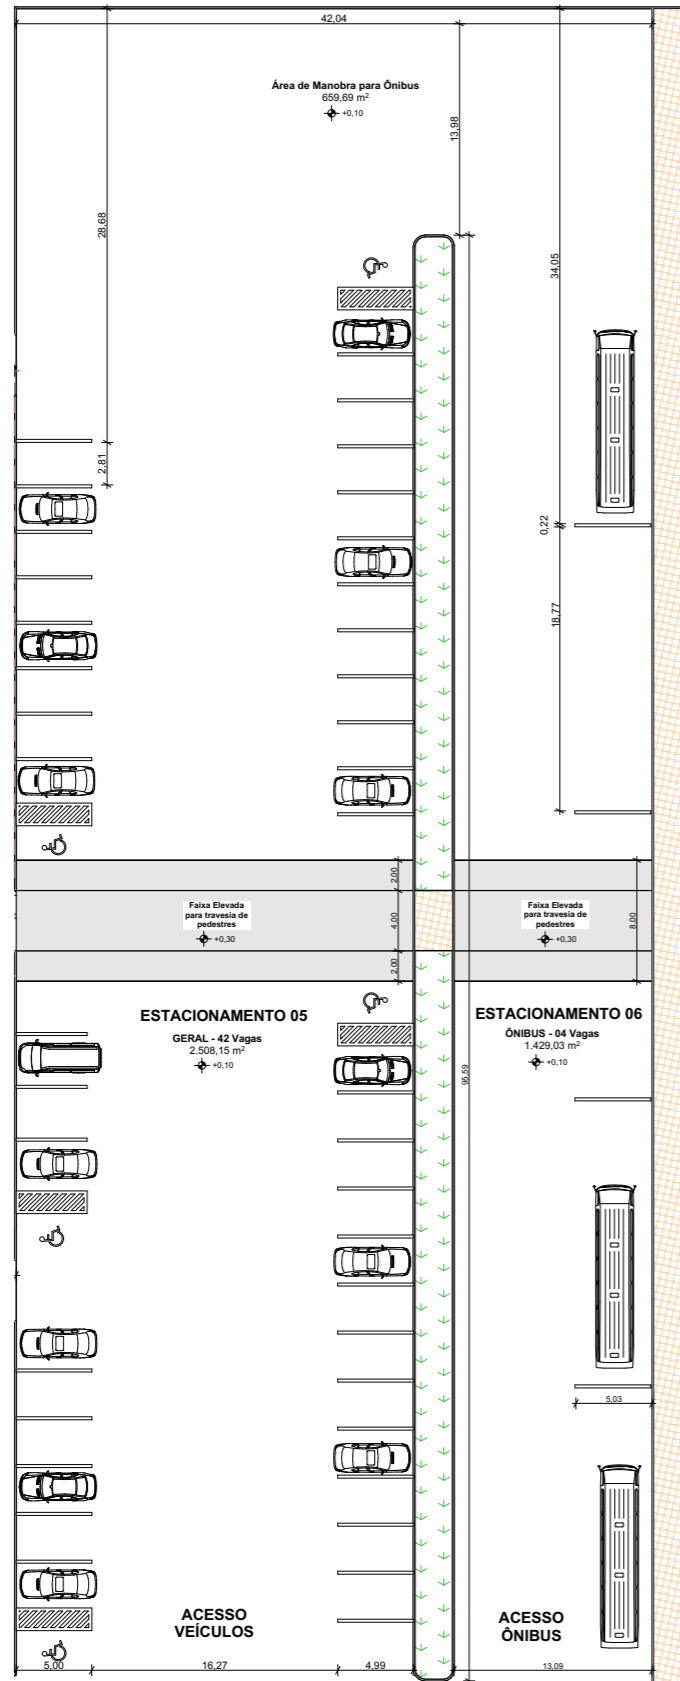 42,04
Área de Manobra para Ônibus
659,69 m²
+0,10
13,98
28,68
34,05
2,81
0,22
18,77
2,00
Faixa Elevada
para travesia de
pedestres
+0,30
4,00
Faixa Elevada
para travesia de
pedestres
+0,30
8,00
2,00
ESTACIONAMENTO 05
GERAL - 42 Vagas
2.508,15 m²
+0,10
ESTACIONAMENTO 06
ÔNIBUS - 04 Vagas
1.429,03 m²
+0,10
95,59
5,03
ACESSO
VEÍCULOS
ACESSO
ÔNIBUS
5,00
16,27
4,99
13,09